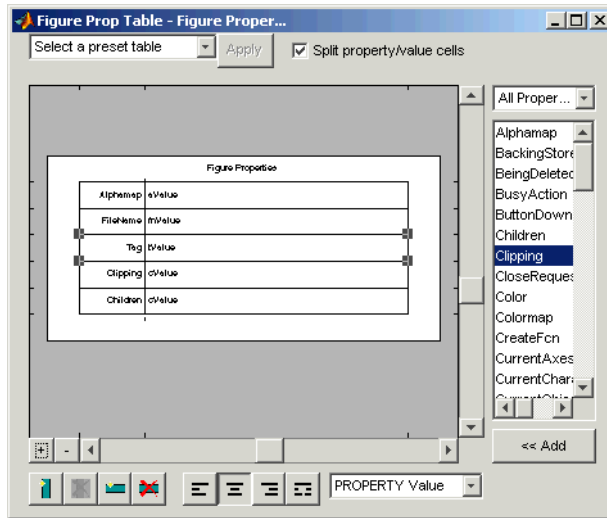 Figure Prop Table - Figure Proper...
Select a preset table
Apply
Split property/value cells
All Proper...
Alphamap
BackingStore
BeingDeleted
BusyAction
ButtonDown
Children
Clipping
CloseReques
Color
Colormap
CreateFcn
CurrentAxes
CurrentChar
Figure Properties
Alphamap aValue
FileName fnValue
Tag tValue
Clipping cValue
Children cValue
<< Add
+ -
PROPERTY Value